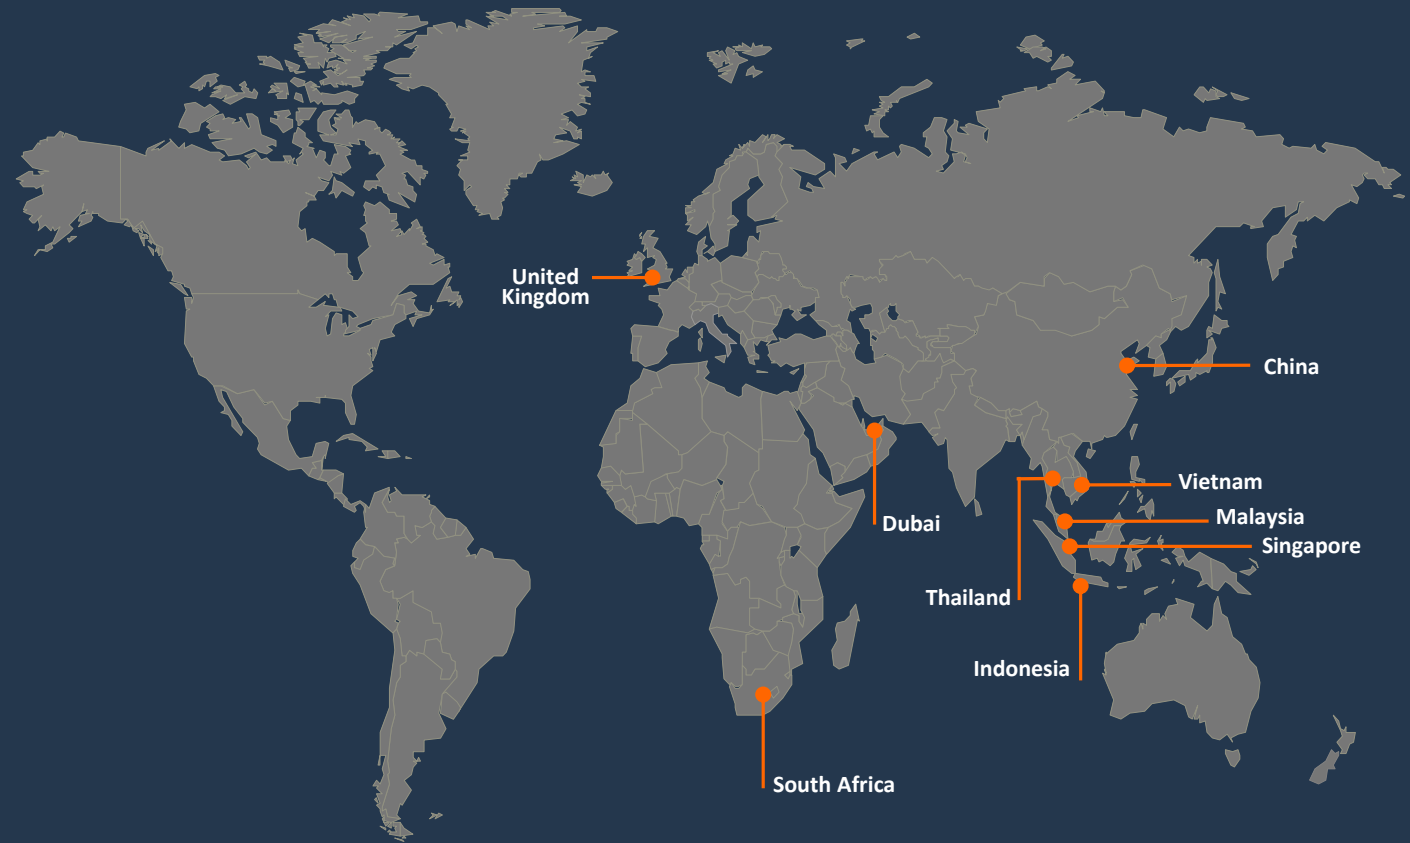 United
Kingdom
China
Vietnam
Malaysia
Dubai
Singapore
Thailand
Indonesia
South Africa